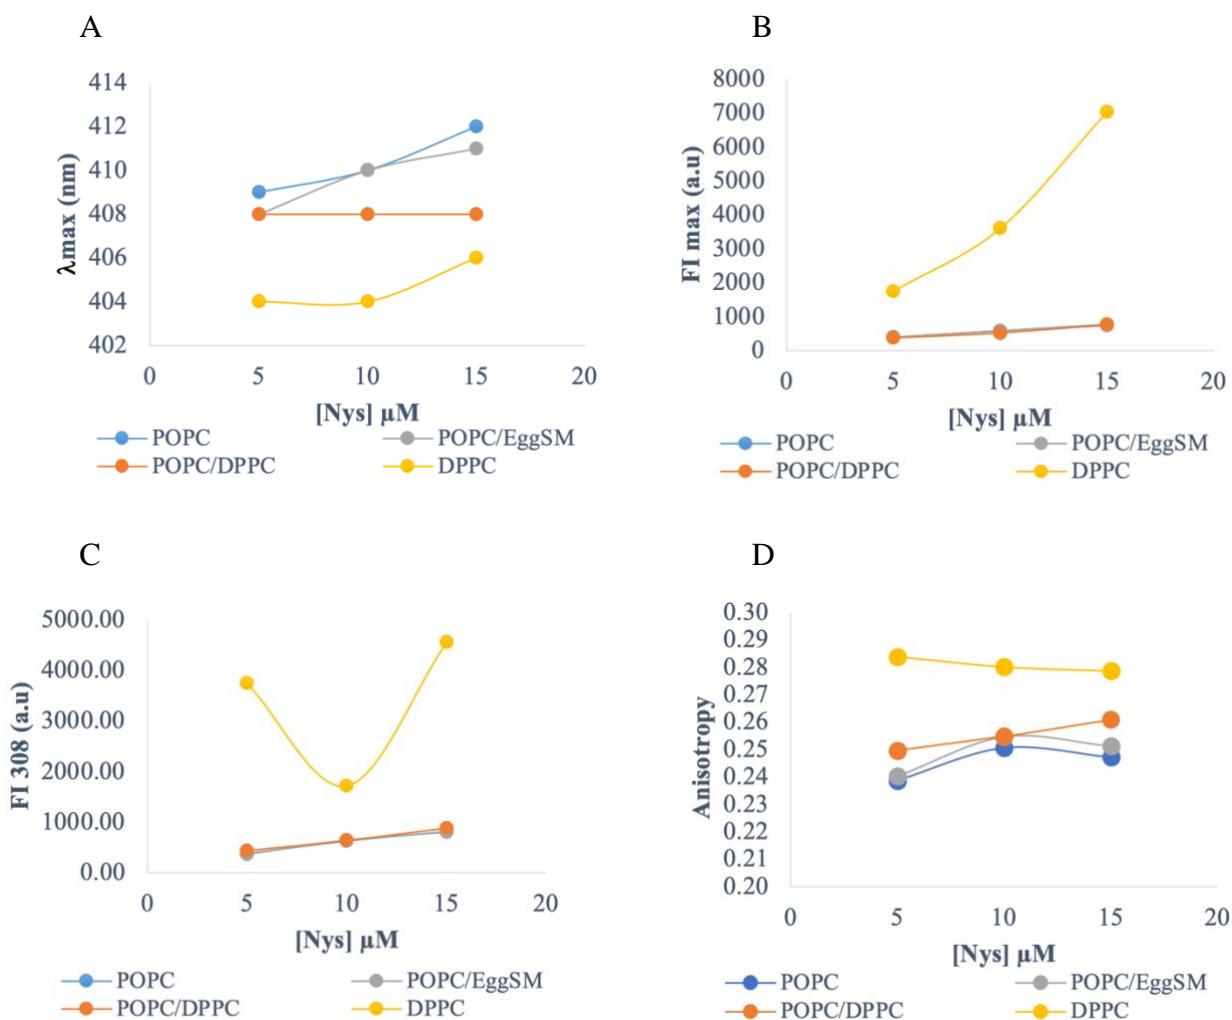 A
414
412
410
408
406
404
402
λmax (nm)
0 5 10 15 20
[Nys] µM
POPC POPC/EggSM
POPC/DPPC DPPC
B
8000
7000
6000
5000
4000
3000
2000
1000
0
FI max (a.u)
0 5 10 15 20
[Nys] µM
POPC POPC/EggSM
POPC/DPPC DPPC
C
5000.00
4000.00
3000.00
2000.00
1000.00
0.00
FI 308 (a.u)
0 5 10 15 20
[Nys] µM
POPC POPC/EggSM
POPC/DPPC DPPC
D
0.30
0.29
0.28
0.27
0.26
0.25
0.24
0.23
0.22
0.21
0.20
Anisotropy
0 5 10 15 20
[Nys] µM
POPC POPC/EggSM
POPC/DPPC DPPC